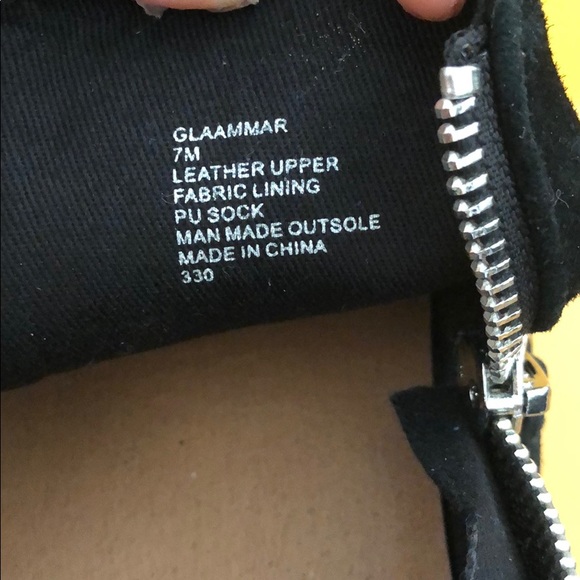 GLAAMMAR
7M
LEATHER UPPER
FABRIC LINING
PU SOCK
MAN MADE OUTSOLE
MADE IN CHINA
330